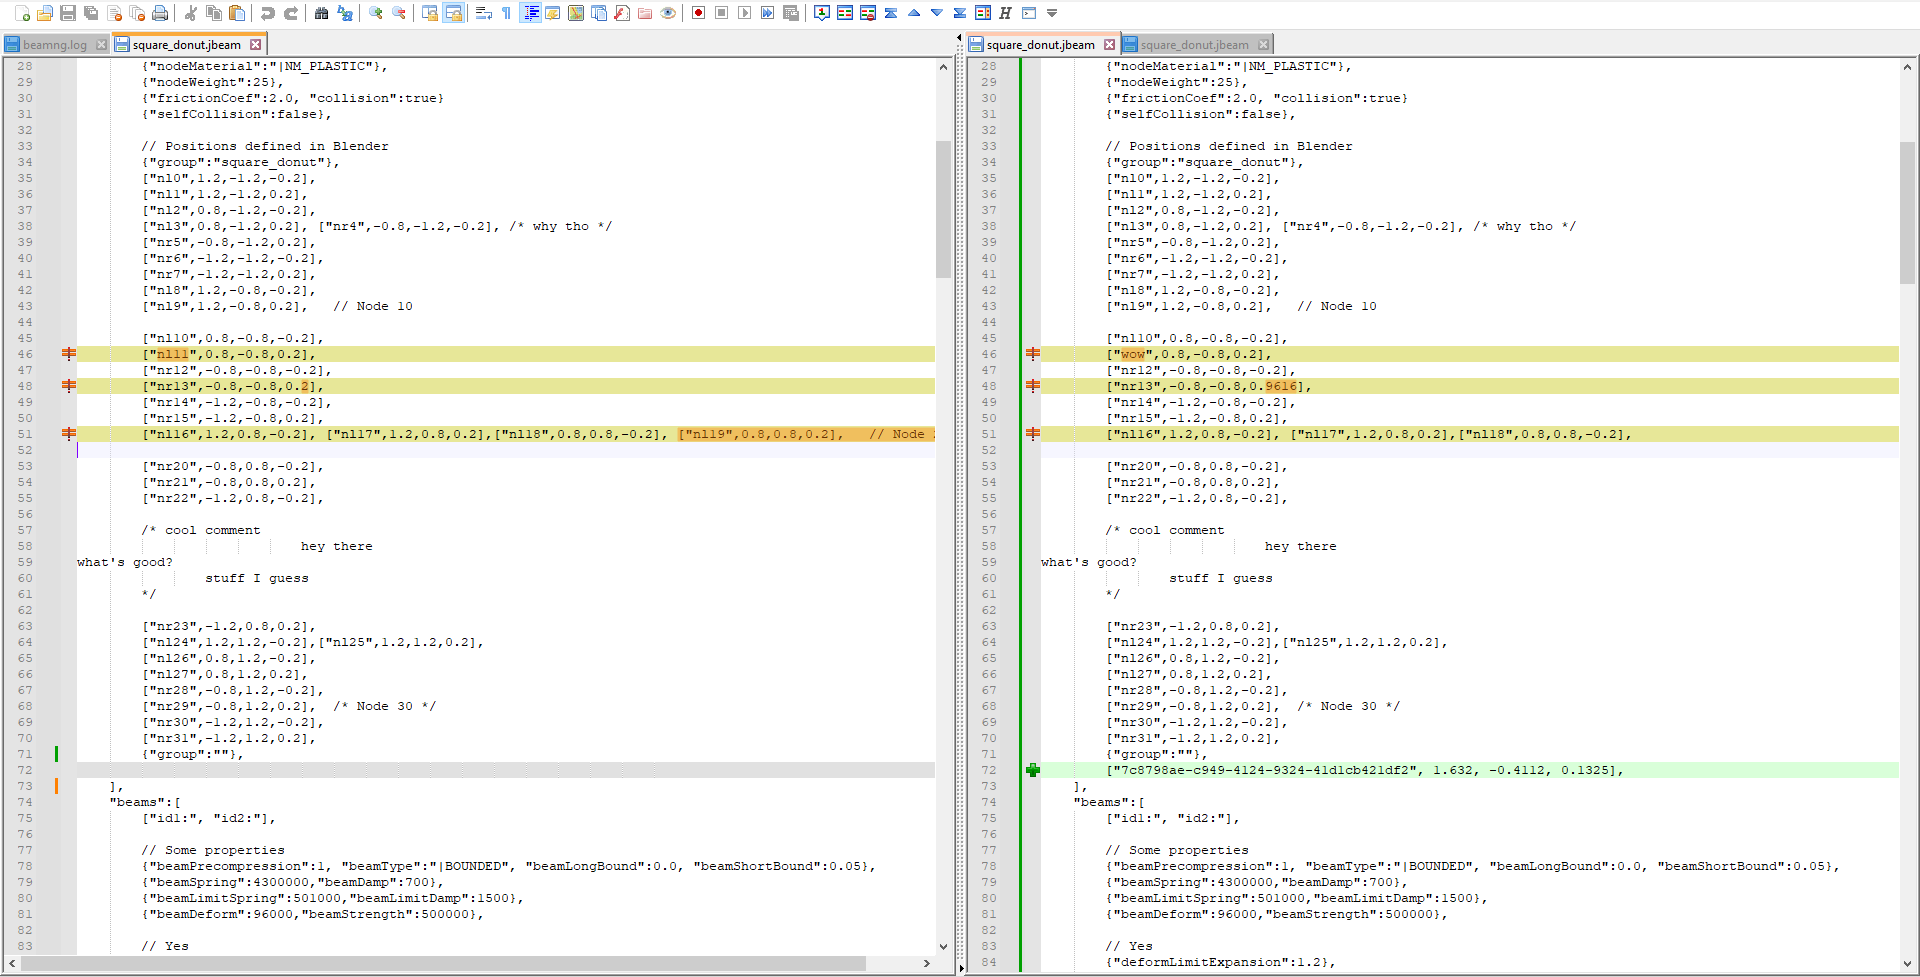 beamng.log
square_donut.jbeam
28 {"nodeMaterial":"|NM_PLASTIC"},
29 {"nodeWeight":25},
30 {"frictionCoef":2.0, "collision":true}
31 {"selfCollision":false},
32
33 // Positions defined in Blender
34 {"group":"square_donut"},
35 ["nl0",1.2,-1.2,-0.2],
36 ["nl1",1.2,-1.2,0.2],
37 ["nl2",0.8,-1.2,-0.2],
38 ["nl3",0.8,-1.2,0.2], ["nr4",-0.8,-1.2,-0.2], /* why tho */
39 ["nr5",-0.8,-1.2,0.2],
40 ["nr6",-1.2,-1.2,-0.2],
41 ["nr7",-1.2,-1.2,0.2],
42 ["nl8",1.2,-0.8,-0.2],
43 ["nl9",1.2,-0.8,0.2], // Node 10
44
45 ["nl10",0.8,-0.8,-0.2],
46 ["nl11",0.8,-0.8,0.2],
47 ["nr12",-0.8,-0.8,-0.2],
48 ["nr13",-0.8,-0.8,0.2],
49 ["nr14",-1.2,-0.8,-0.2],
50 ["nr15",-1.2,-0.8,0.2],
51 ["nl16",1.2,0.8,-0.2], ["nl17",1.2,0.8,0.2],["nl18",0.8,0.8,-0.2], ["nl19",0.8,0.8,0.2], // Node
52
53 ["nr20",-0.8,0.8,-0.2],
54 ["nr21",-0.8,0.8,0.2],
55 ["nr22",-1.2,0.8,-0.2],
56
57 /* cool comment
58 hey there
59 what's good?
60 stuff I guess
61 */
62
63 ["nr23",-1.2,0.8,0.2],
64 ["nl24",1.2,1.2,-0.2],["nl25",1.2,1.2,0.2],
65 ["nl26",0.8,1.2,-0.2],
66 ["nl27",0.8,1.2,0.2],
67 ["nr28",-0.8,1.2,-0.2],
68 ["nr29",-0.8,1.2,0.2], /* Node 30 */
69 ["nr30",-1.2,1.2,-0.2],
70 ["nr31",-1.2,1.2,0.2],
71 {"group":""},
72
73 ],
74 "beams":[
75 ["id1:", "id2:"],
76
77 // Some properties
78 {"beamPrecompression":1, "beamType":"|BOUNDED", "beamLongBound":0.0, "beamShortBound":0.05},
79 {"beamSpring":4300000,"beamDamp":700},
80 {"beamLimitSpring":501000,"beamLimitDamp":1500},
81 {"beamDeform":96000,"beamStrength":500000},
82
83 // Yes
square_donut.jbeam
square_donut.jbeam
28 {"nodeMaterial":"|NM_PLASTIC"},
29 {"nodeWeight":25},
30 {"frictionCoef":2.0, "collision":true}
31 {"selfCollision":false},
32
33 // Positions defined in Blender
34 {"group":"square_donut"},
35 ["nl0",1.2,-1.2,-0.2],
36 ["nl1",1.2,-1.2,0.2],
37 ["nl2",0.8,-1.2,-0.2],
38 ["nl3",0.8,-1.2,0.2], ["nr4",-0.8,-1.2,-0.2], /* why tho */
39 ["nr5",-0.8,-1.2,0.2],
40 ["nr6",-1.2,-1.2,-0.2],
41 ["nr7",-1.2,-1.2,0.2],
42 ["nl8",1.2,-0.8,-0.2],
43 ["nl9",1.2,-0.8,0.2], // Node 10
44
45 ["nl10",0.8,-0.8,-0.2],
46 ["wow",0.8,-0.8,0.2],
47 ["nr12",-0.8,-0.8,-0.2],
48 ["nr13",-0.8,-0.8,0.9616],
49 ["nr14",-1.2,-0.8,-0.2],
50 ["nr15",-1.2,-0.8,0.2],
51 ["nl16",1.2,0.8,-0.2], ["nl17",1.2,0.8,0.2],["nl18",0.8,0.8,-0.2],
52
53 ["nr20",-0.8,0.8,-0.2],
54 ["nr21",-0.8,0.8,0.2],
55 ["nr22",-1.2,0.8,-0.2],
56
57 /* cool comment
58 hey there
59 what's good?
60 stuff I guess
61 */
62
63 ["nr23",-1.2,0.8,0.2],
64 ["nl24",1.2,1.2,-0.2],["nl25",1.2,1.2,0.2],
65 ["nl26",0.8,1.2,-0.2],
66 ["nl27",0.8,1.2,0.2],
67 ["nr28",-0.8,1.2,-0.2],
68 ["nr29",-0.8,1.2,0.2], /* Node 30 */
69 ["nr30",-1.2,1.2,-0.2],
70 ["nr31",-1.2,1.2,0.2],
71 {"group":""},
72 ["7c8798ae-c949-4124-9324-41d1cb421df2", 1.632, -0.4112, 0.1325],
73 ],
74 "beams":[
75 ["id1:", "id2:"],
76
77 // Some properties
78 {"beamPrecompression":1, "beamType":"|BOUNDED", "beamLongBound":0.0, "beamShortBound":0.05},
79 {"beamSpring":4300000,"beamDamp":700},
80 {"beamLimitSpring":501000,"beamLimitDamp":1500},
81 {"beamDeform":96000,"beamStrength":500000},
82
83 // Yes
84 {"deformLimitExpansion":1.2},